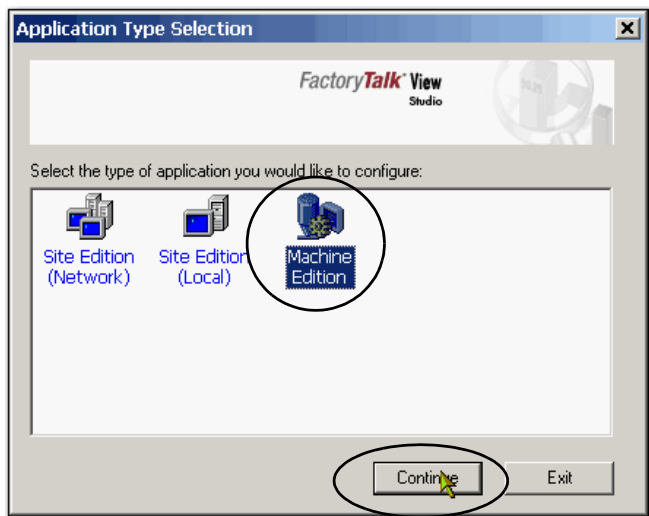 Application Type Selection
FactoryTalk View
Studio
Select the type of application you would like to configure:
Site Edition
(Network)
Site Edition
(Local)
Machine
Edition
Continue
Exit